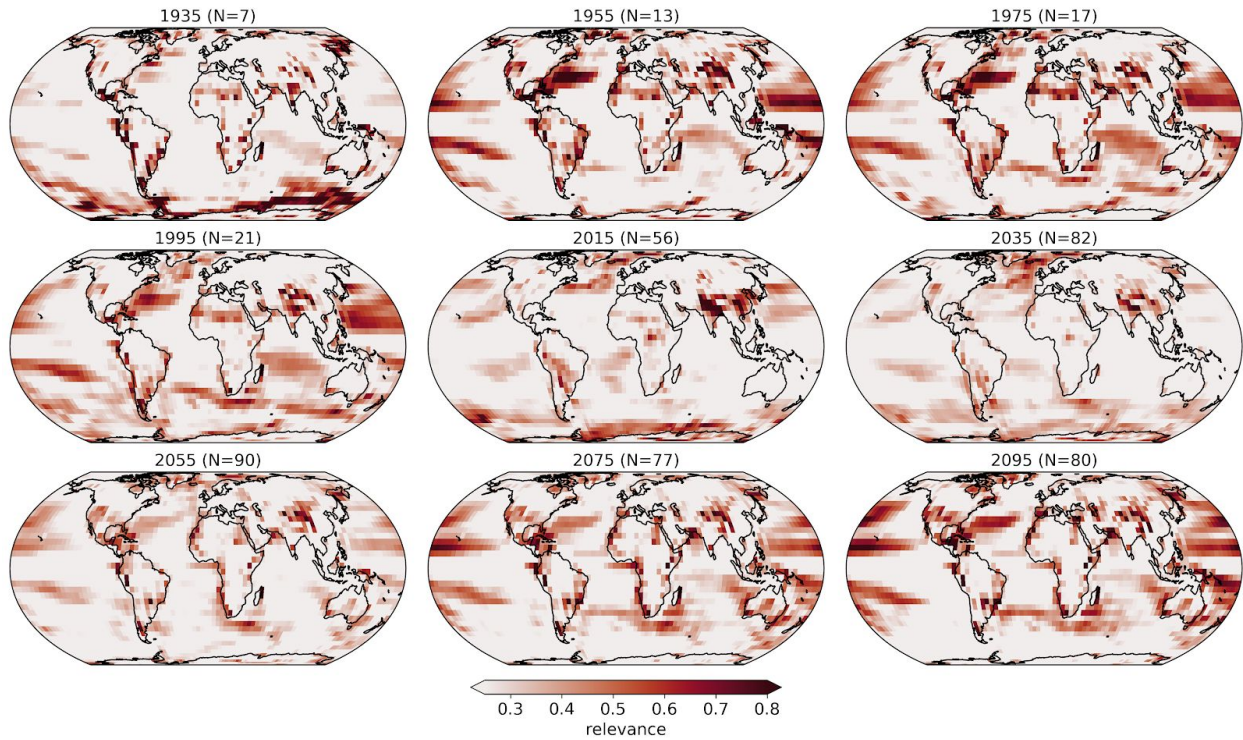 1935 (N=7)
1955 (N=13)
1975 (N=17)
1995 (N=21)
2015 (N=56)
2035 (N=82)
2055 (N=90)
2075 (N=77)
2095 (N=80)
0.3 0.4 0.5 0.6 0.7 0.8
relevance